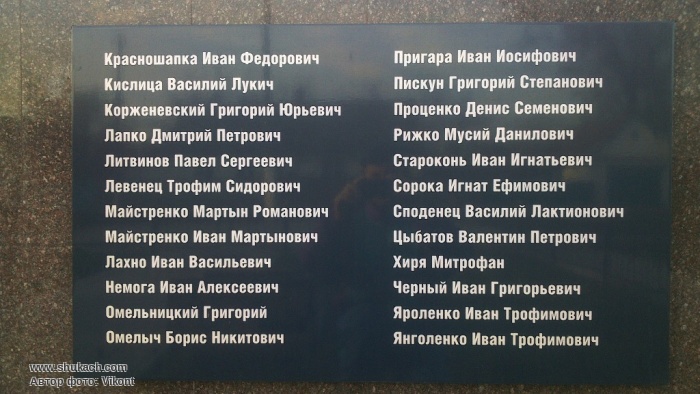 Красношапка Иван Федорович
Кислица Василий Лукич
Корженевский Григорий Юрьевич
Лапко Дмитрий Петрович
Литвинов Павел Сергеевич
Левенец Трофим Сидорович
Майстренко Мартын Романович
Майстренко Иван Мартынович
Лахно Иван Васильевич
Немога Иван Алексеевич
Омельницкий Григорий
Омелыч Борис Никитович
Пригара Иван Иосифович
Пискун Григорий Степанович
Проценко Денис Семенович
Рижко Мусий Данилович
Староконь Иван Игнатьевич
Сорока Игнат Ефимович
Споденец Василий Лактионович
Цыбатов Валентин Петрович
Хиря Митрофан
Черный Иван Григорьевич
Яроленко Иван Трофимович
Янголенко Иван Трофимович
www.shukach.com
Автор фото: Vikont